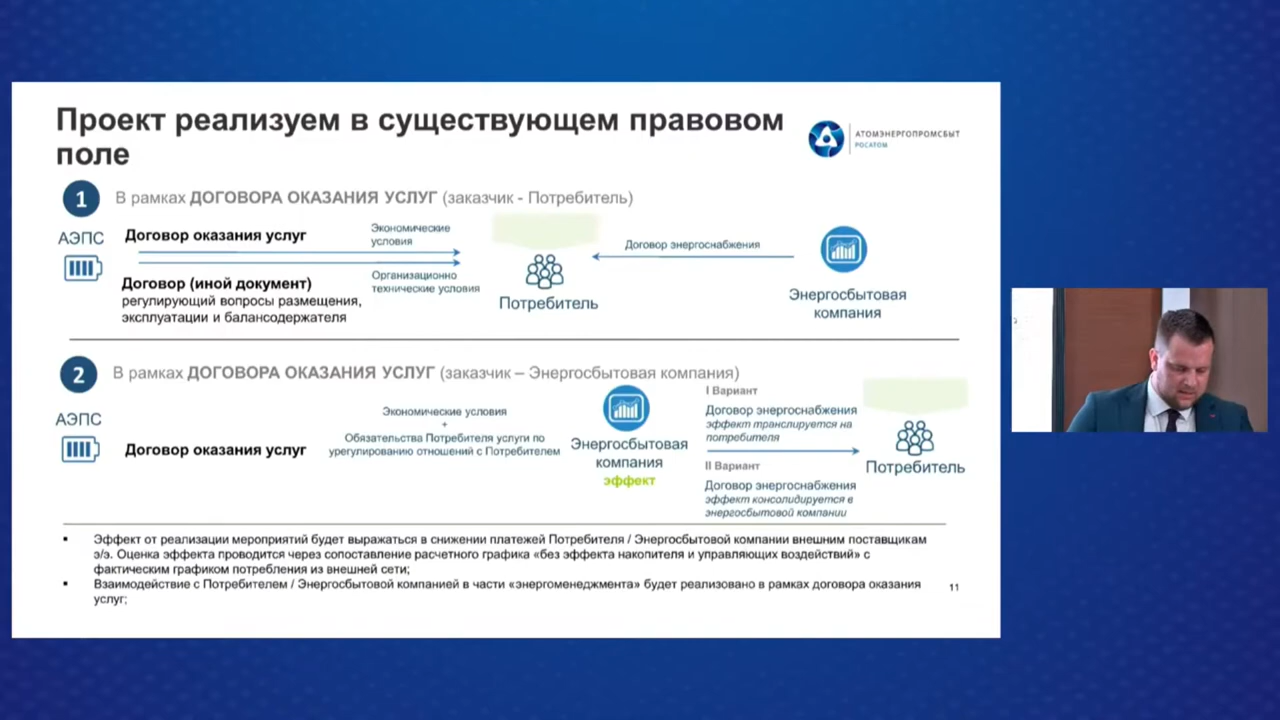 Проект реализуем в существующем правовом
поле
АТОМЭНЕРГОПРОМСБЫТ
РОСАТОМ
1
В рамках ДОГОВОРА ОКАЗАНИЯ УСЛУГ (заказчик - Потребитель)
АЭПС
Договор оказания услуг
Экономические
условия
Договор (иной документ)
регулирующий вопросы размещения,
эксплуатации и балансодержателя
Организационно
технические условия
Потребитель
Договор энергоснабжения
Энергосбытовая
компания
2
В рамках ДОГОВОРА ОКАЗАНИЯ УСЛУГ (заказчик – Энергосбытовая компания)
АЭПС
Договор оказания услуг
Экономические условия
+
Обязательства Потребителя услуги по
урегулированию отношений с Потребителем
Энергосбытовая
компания
эффект
I Вариант
Договор энергоснабжения
эффект транслируется на
потребителя
II Вариант
Договор энергоснабжения
эффект консолидируется в
энергосбытовой компании
Потребитель
▪ Эффект от реализации мероприятий будет выражаться в снижении платежей Потребителя / Энергосбытовой компании внешним поставщикам
э/э. Оценка эффекта проводится через сопоставление расчетного графика «без эффекта накопителя и управляющих воздействий» с
фактическим графиком потребления из внешней сети;
▪ Взаимодействие с Потребителем / Энергосбытовой компанией в части «энергоменеджмента» будет реализовано в рамках договора оказания
услуг;
11